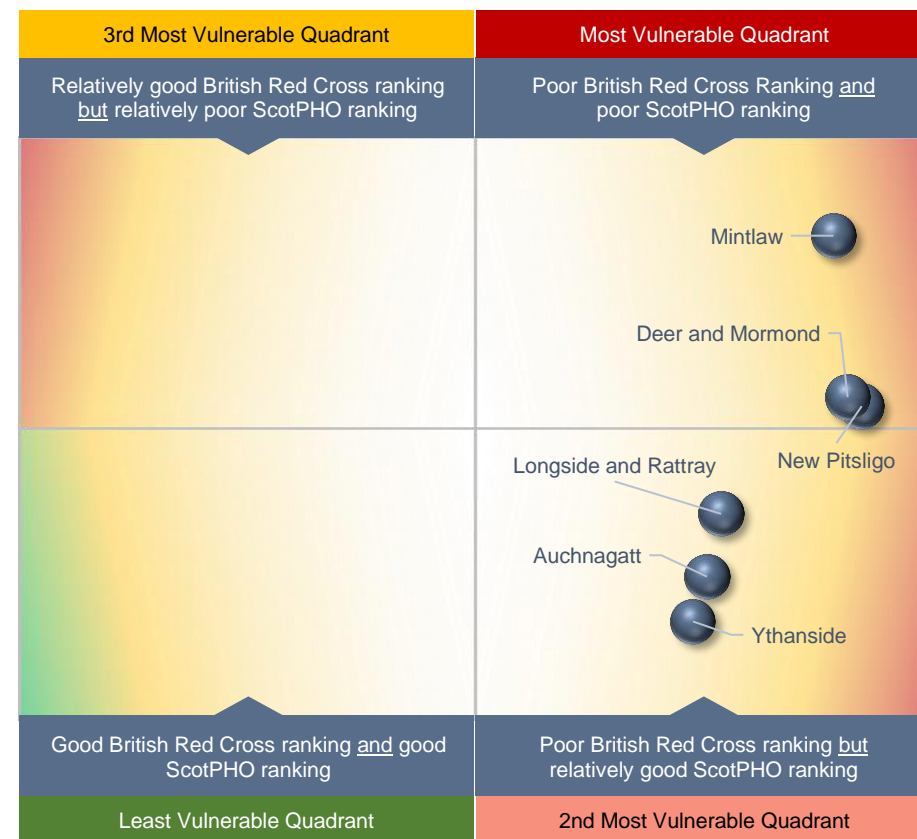 3rd Most Vulnerable Quadrant
Most Vulnerable Quadrant
Relatively good British Red Cross ranking
but relatively poor ScotPHO ranking
Poor British Red Cross Ranking and
poor ScotPHO ranking
Mintlaw
Deer and Mormond
New Pitsligo
Longside and Rattray
Auchnagatt
Ythanside
Good British Red Cross ranking and good
ScotPHO ranking
Poor British Red Cross ranking but
relatively good ScotPHO ranking
Least Vulnerable Quadrant
2nd Most Vulnerable Quadrant